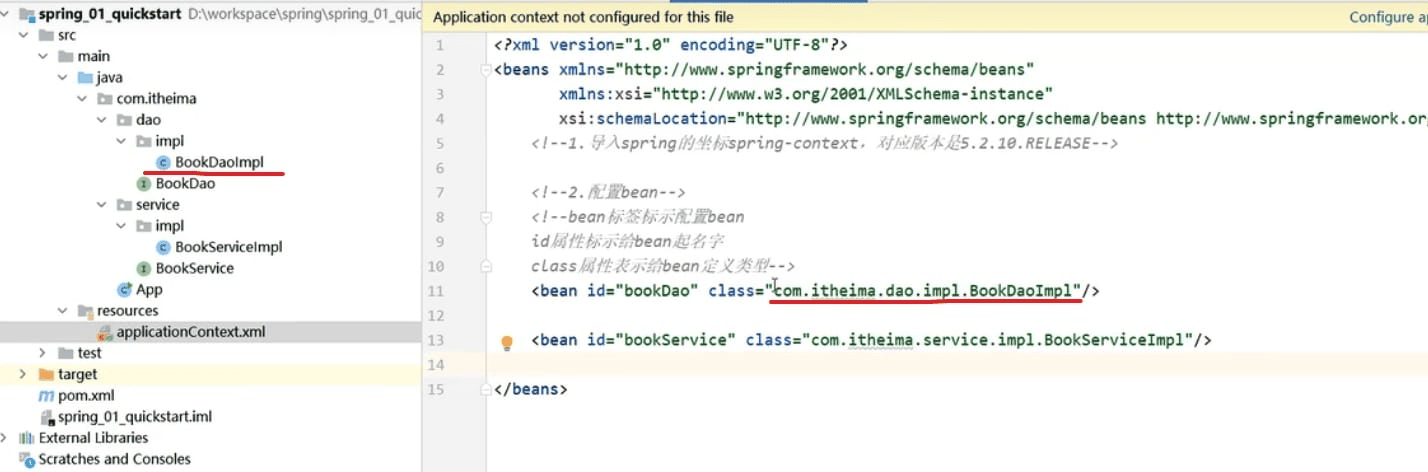 spring_01_quickstart D:\workspace\spring\spring_01_quic
src
main
java
com.itheima
dao
impl
BookDaoImpl
BookDao
service
impl
BookServiceImpl
BookService
App
resources
applicationContext.xml
test
target
pom.xml
spring_01_quickstart.iml
External Libraries
Scratches and Consoles
Application context not configured for this file
Configure ap
1 <?xml version="1.0" encoding="UTF-8"?>
2 <beans xmlns="http://www.springframework.org/schema/beans"
3 xmlns:xsi="http://www.w3.org/2001/XMLSchema-instance"
4 xsi:schemaLocation="http://www.springframework.org/schema/beans http://www.springframework.org
5 <!--1.导入spring的坐标spring-context，对应版本是5.2.10.RELEASE-->
6
7 <!--2.配置bean-->
8 <!--bean标签标示配置bean
9 id属性标示给bean起名字
10 class属性表示给bean定义类型-->
11 <bean id="bookDao" class="com.itheima.dao.impl.BookDaoImpl"/>
12
13 <bean id="bookService" class="com.itheima.service.impl.BookServiceImpl"/>
14
15 </beans>